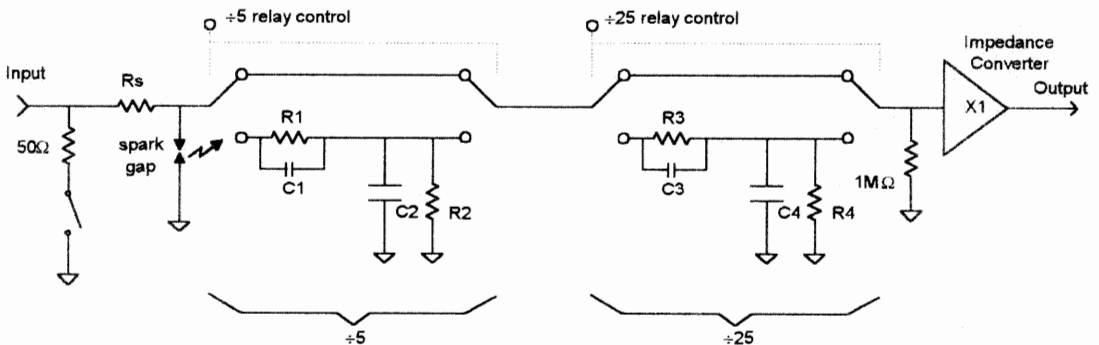 ÷5 relay control
÷25 relay control
Impedance
Converter
Input
Rs
Output
X1
50Ω
spark
gap
R1
C1
C2
R2
R3
C3
C4
R4
1MΩ
÷5
÷25